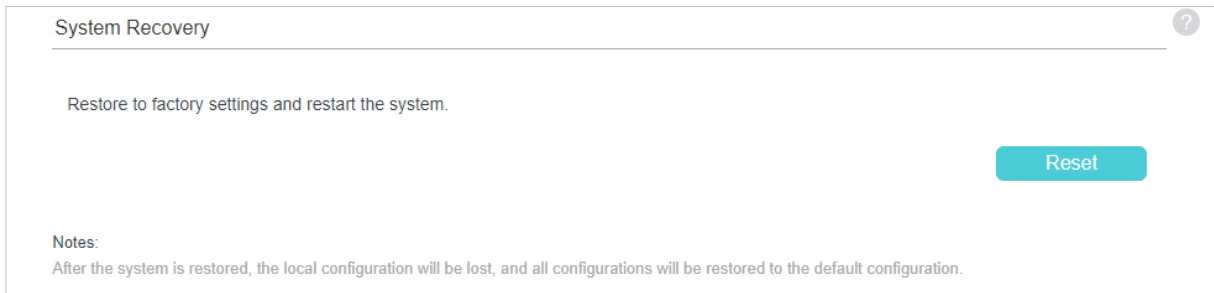 System Recovery
?
Restore to factory settings and restart the system.
Reset
Notes:
After the system is restored, the local configuration will be lost, and all configurations will be restored to the default configuration.